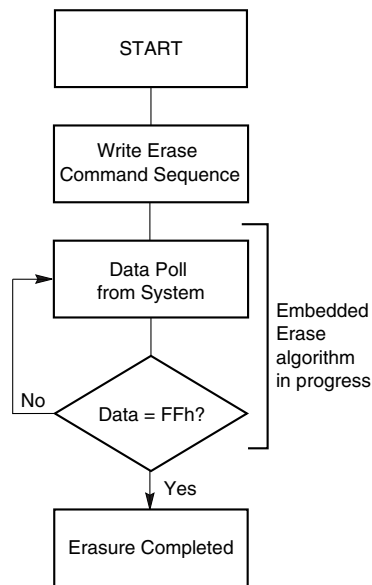 START
Write Erase
Command Sequence
Data Poll
from System
Embedded
Erase
algorithm
in progress
No
Data = FFh?
Yes
Erasure Completed